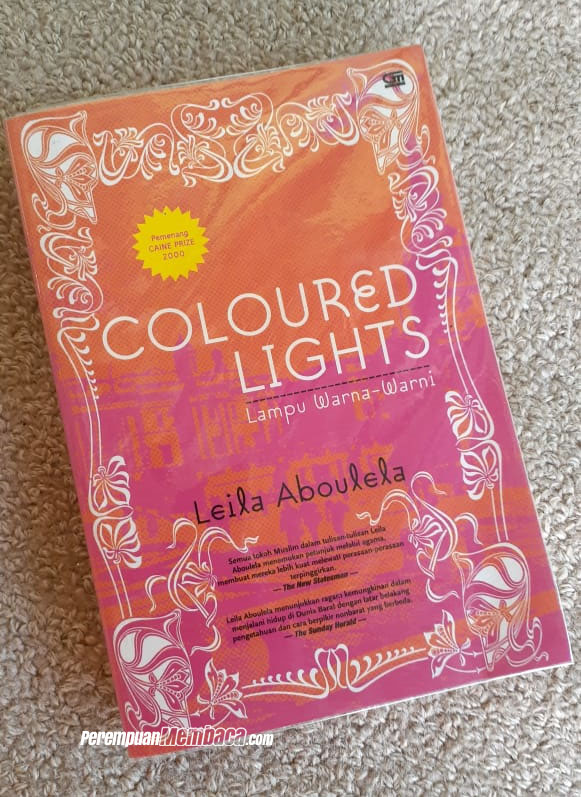 GM
Pemenang
CAINE PRIZE
2000
COLOURED
LIGHTS
Lampu Warna-Warni
Leila Aboulela
Semua tokoh Muslim dalam tulisan-tulisan Leila
Aboulela menemukan petunjuk melalui agama,
membuat mereka lebih kuat melewati perasaan-perasaan
terpinggirkan.
— The New Statesman —
Leila Aboulela menunjukkan ragam kemungkinan dalam
menjalani hidup di Dunia Barat dengan latar belakang
pengetahuan dan cara berpikir nonbarat yang berbeda.
— The Sunday Herald —
PerempuanMembaca.com